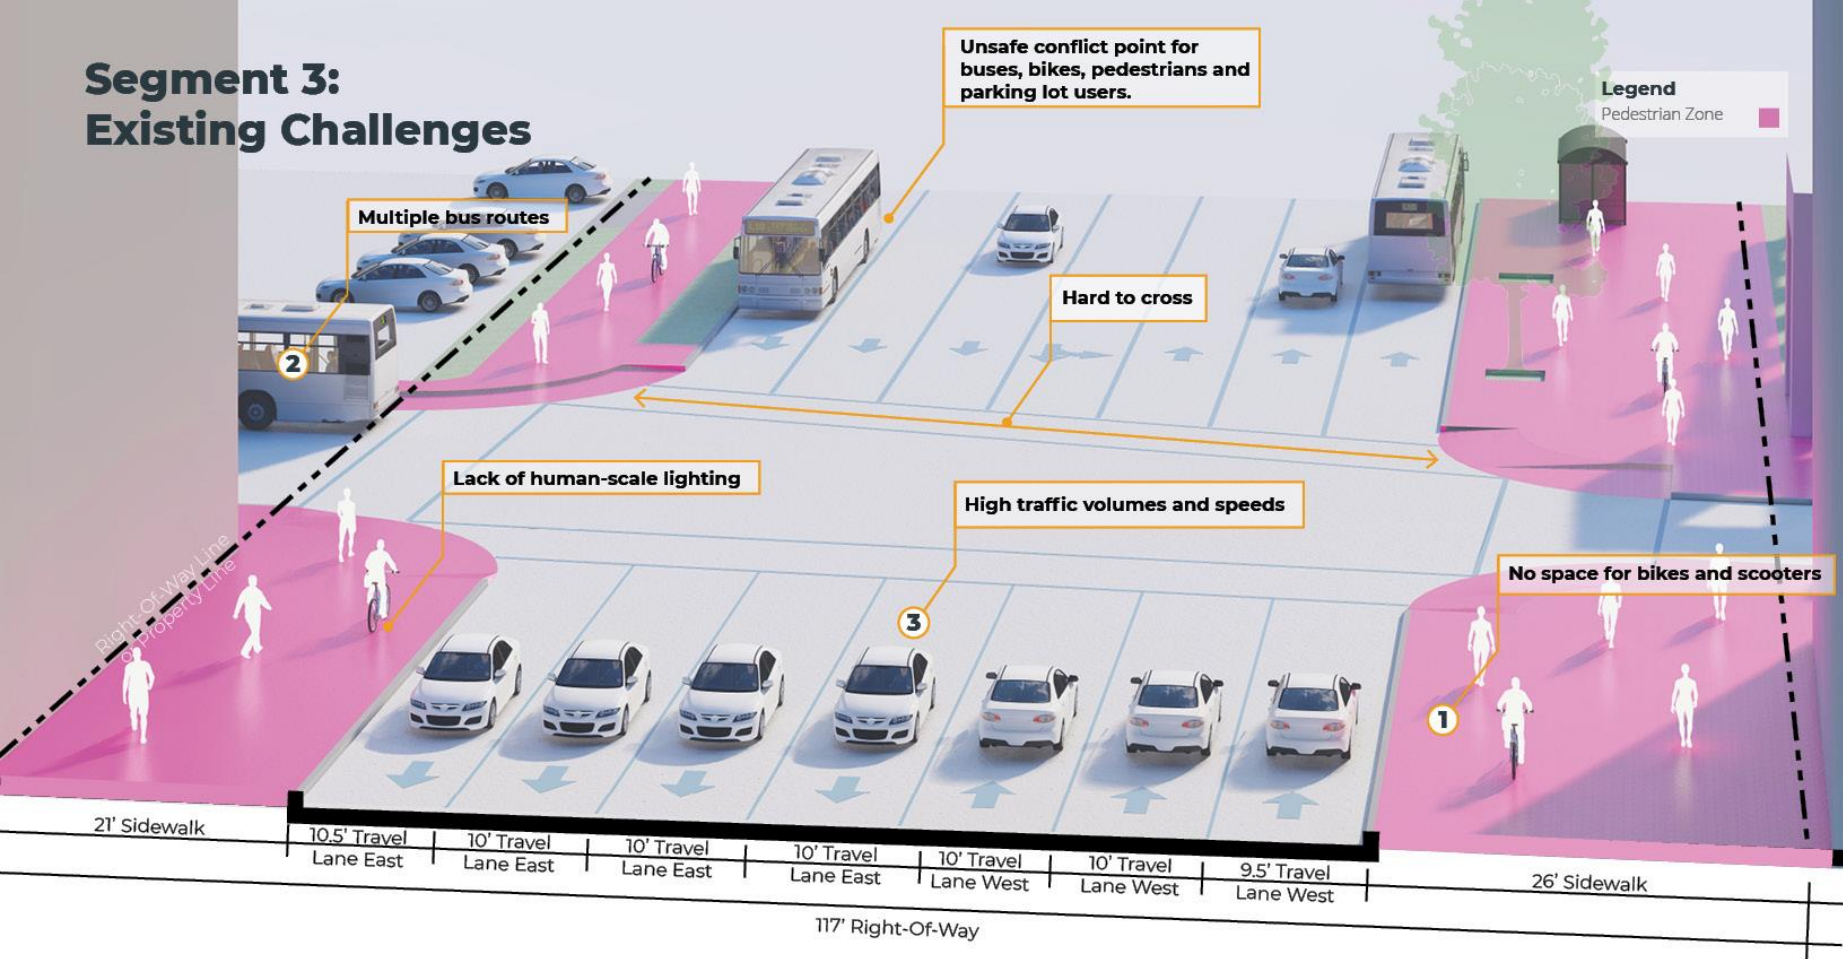 Segment 3:
Existing Challenges
Unsafe conflict point for
buses, bikes, pedestrians and
parking lot users.
Legend
Pedestrian Zone
Multiple bus routes
2
Hard to cross
Lack of human-scale lighting
High traffic volumes and speeds
3
No space for bikes and scooters
1
Right-Of-Way Line
or Property Line
21’ Sidewalk
10.5’ Travel
Lane East
10’ Travel
Lane East
10’ Travel
Lane East
10’ Travel
Lane East
10’ Travel
Lane West
10’ Travel
Lane West
9.5’ Travel
Lane West
26’ Sidewalk
117’ Right-Of-Way